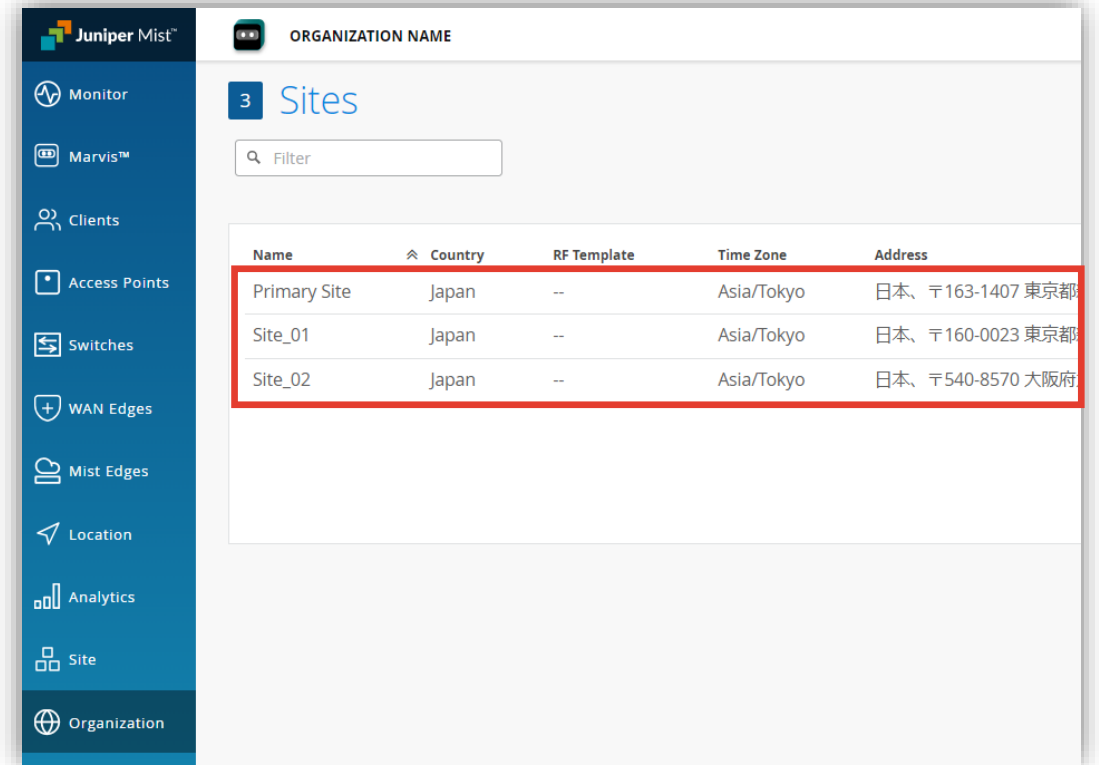 Juniper Mist™
ORGANIZATION NAME
Monitor
Marvis™
Clients
Access Points
Switches
WAN Edges
Mist Edges
Location
Analytics
Site
Organization
3 Sites
Filter
Name Country RF Template Time Zone Address
Primary Site Japan -- Asia/Tokyo 日本、〒163-1407 東京都
Site_01 Japan -- Asia/Tokyo 日本、〒160-0023 東京都
Site_02 Japan -- Asia/Tokyo 日本、〒540-8570 大阪府